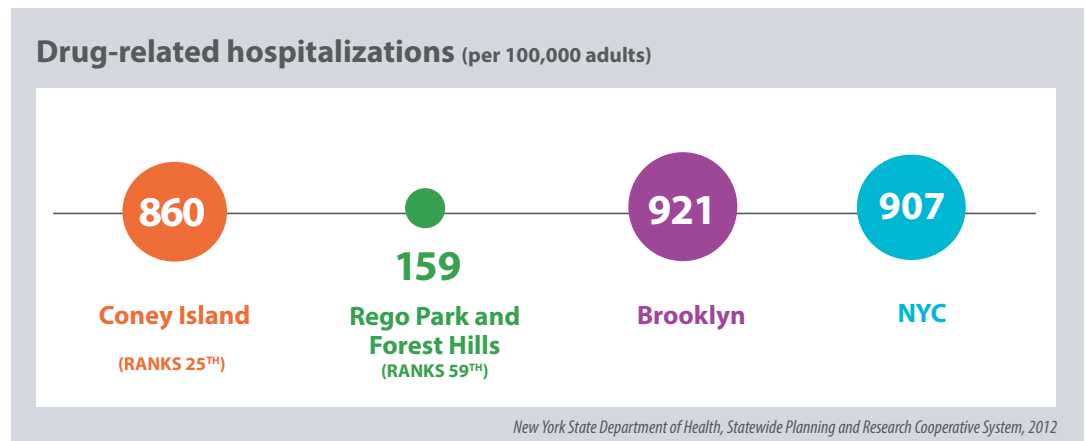 Drug-related hospitalizations (per 100,000 adults)
860
159
921
907
Coney Island
(RANKS 25TH)
Rego Park and
Forest Hills
(RANKS 59TH)
Brooklyn
NYC
New York State Department of Health, Statewide Planning and Research Cooperative System, 2012